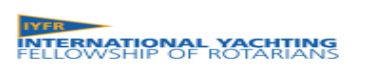 IYFR
INTERNATIONAL YACHTING
FELLOWSHIP OF ROTARIANS